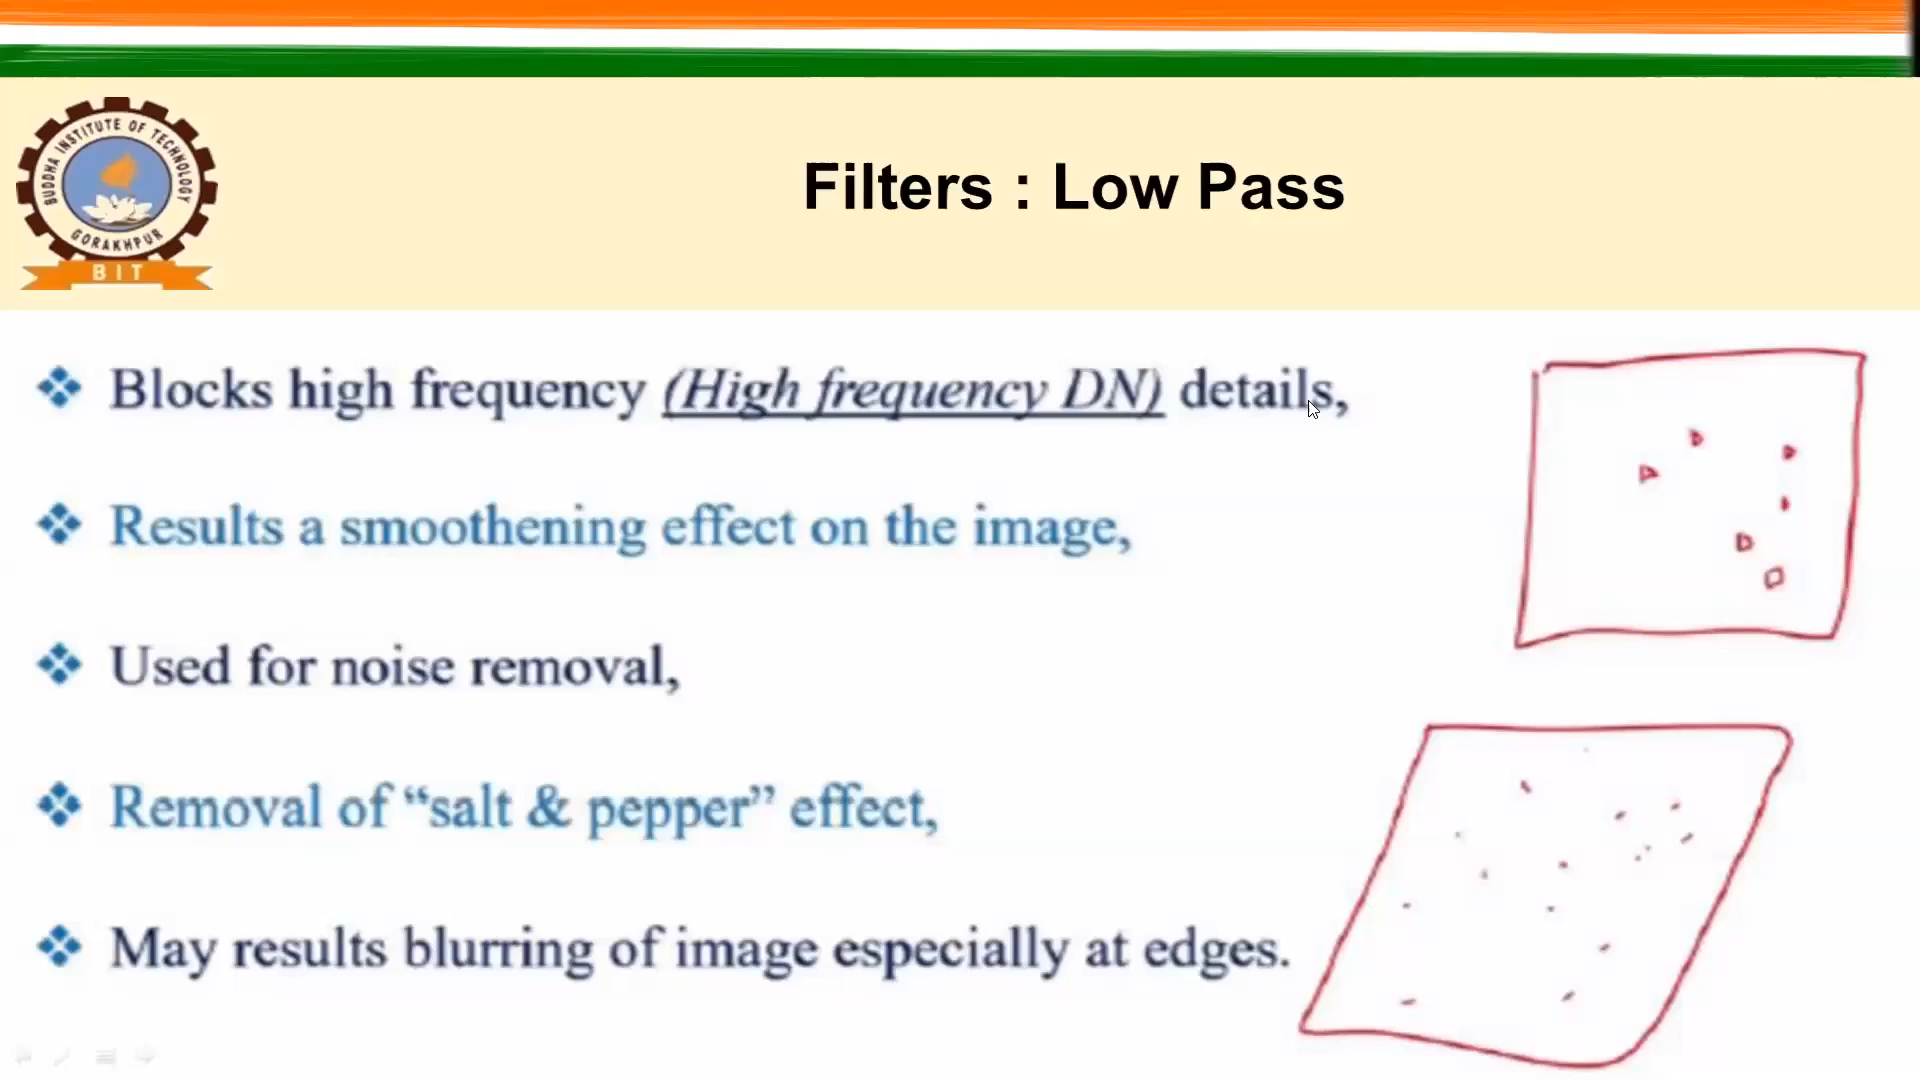 BUDDHA INSTITUTE OF TECHNOLOGY
GORAKHPUR
BIT
Filters : Low Pass
Blocks high frequency (High frequency DN) details,
Results a smoothening effect on the image,
Used for noise removal,
Removal of “salt & pepper” effect,
May results blurring of image especially at edges.